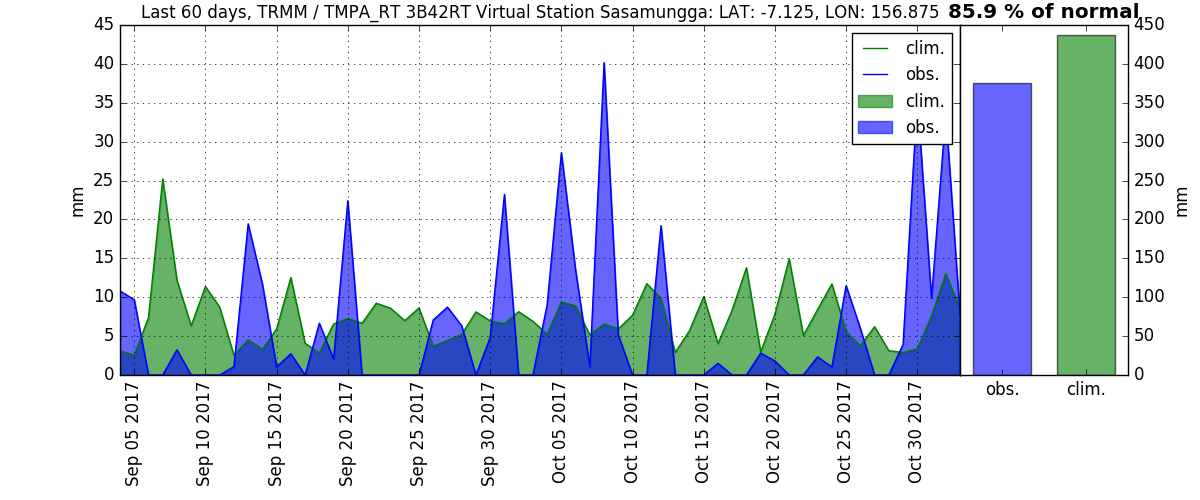 Last 60 days, TRMM / TMPA_RT 3B42RT Virtual Station Sasamungga: LAT: -7.125, LON: 156.875 85.9 % of normal
45
40
35
30
25
20
15
10
5
0
mm
Sep 05 2017
Sep 10 2017
Sep 15 2017
Sep 20 2017
Sep 25 2017
Sep 30 2017
Oct 05 2017
Oct 10 2017
Oct 15 2017
Oct 20 2017
Oct 25 2017
Oct 30 2017
clim.
obs.
clim.
obs.
450
400
350
300
250
200
150
100
50
0
mm
obs.
clim.